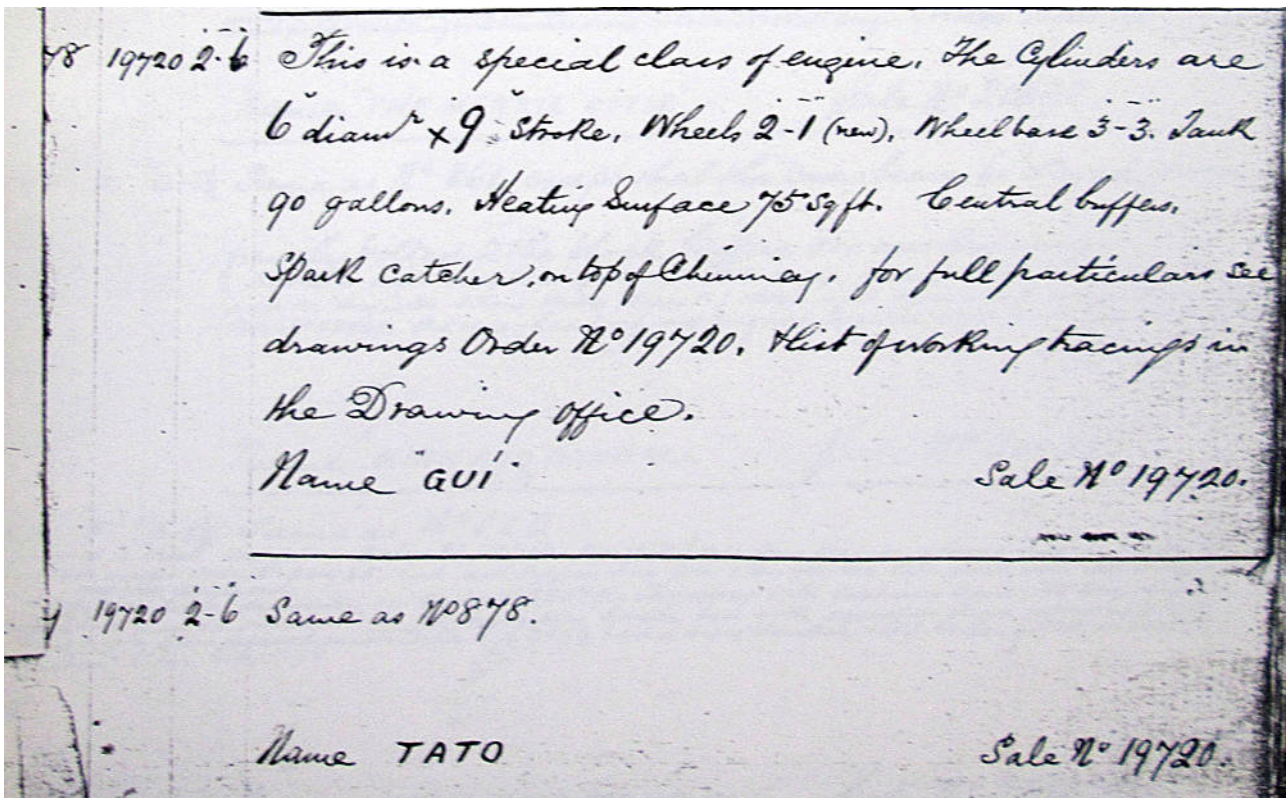 78 19720 2-6 This is a special class of engine. The Cylinders are
6" diamr x 9" Stroke. Wheels 2-1 (new). Wheelbase 3-3. Tank
90 gallons. Heating Surface 75 sq ft. Central buffers.
Spark catcher on top of Chimney. for full particulars see
drawings Order No 19720. & list of working tracings in
the Drawing office.
Name "GUI" Sale No 19720.
19720 2-6 Same as No 878.
Name TATO Sale No 19720.